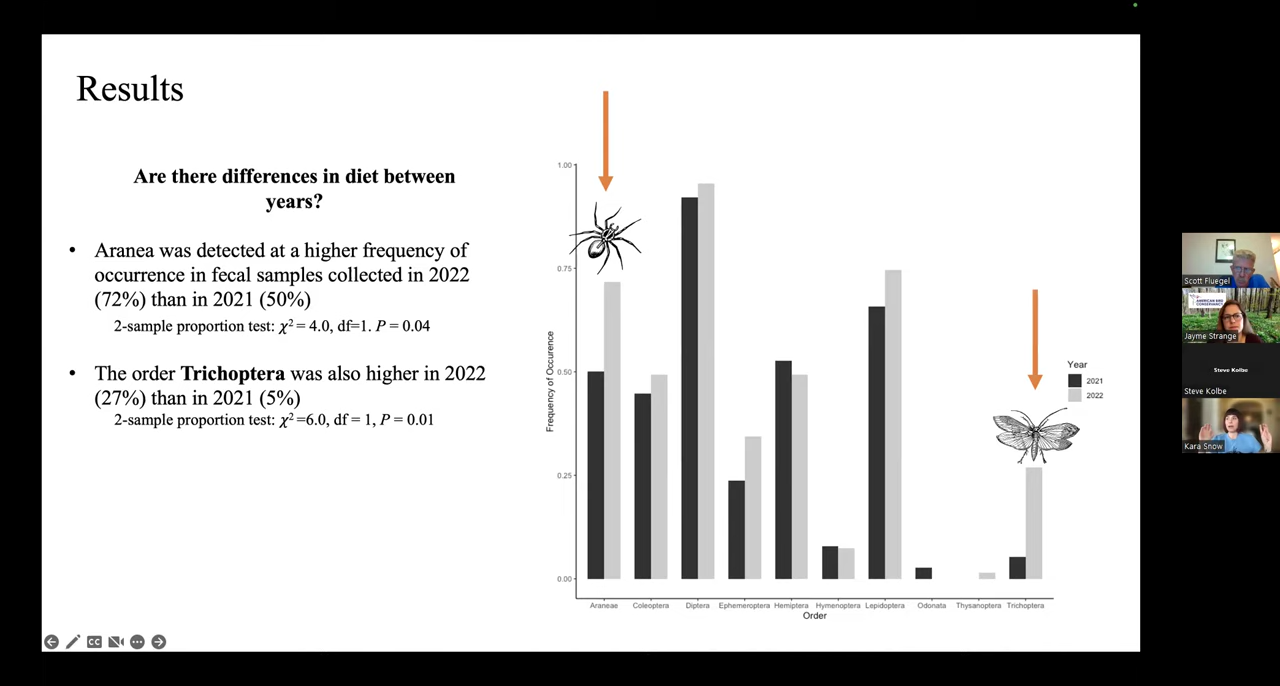 Results
Are there differences in diet between
years?
• Aranea was detected at a higher frequency of
occurrence in fecal samples collected in 2022
(72%) than in 2021 (50%)
2-sample proportion test: χ² = 4.0, df=1. P = 0.04
• The order Trichoptera was also higher in 2022
(27%) than in 2021 (5%)
2-sample proportion test: χ² =6.0, df = 1, P = 0.01
Frequency of Occurence
1.00
0.75
0.50
0.25
0.00
Araneae Coleoptera Diptera Ephemeroptera Hemiptera Hymenoptera Lepidoptera Odonata Thysanoptera Trichoptera
Order
Year
2021
2022
CC
Scott Fluegel
AMERICAN BIRD
CONSERVANCY
Jayme Strange
Steve Kolbe
Steve Kolbe
Kara Snow